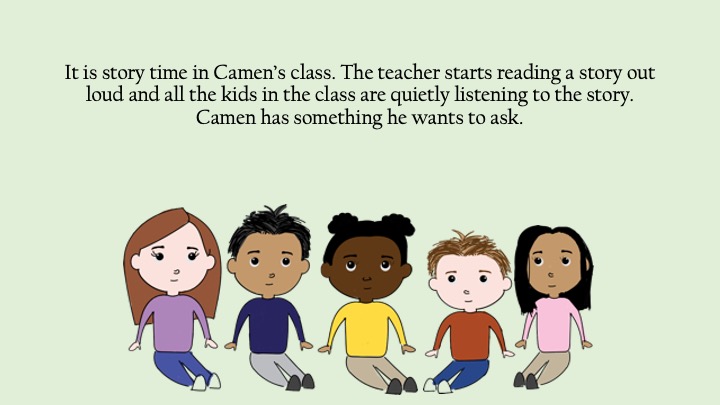 It is story time in Camen's class. The teacher starts reading a story out
loud and all the kids in the class are quietly listening to the story.
Camen has something he wants to ask.